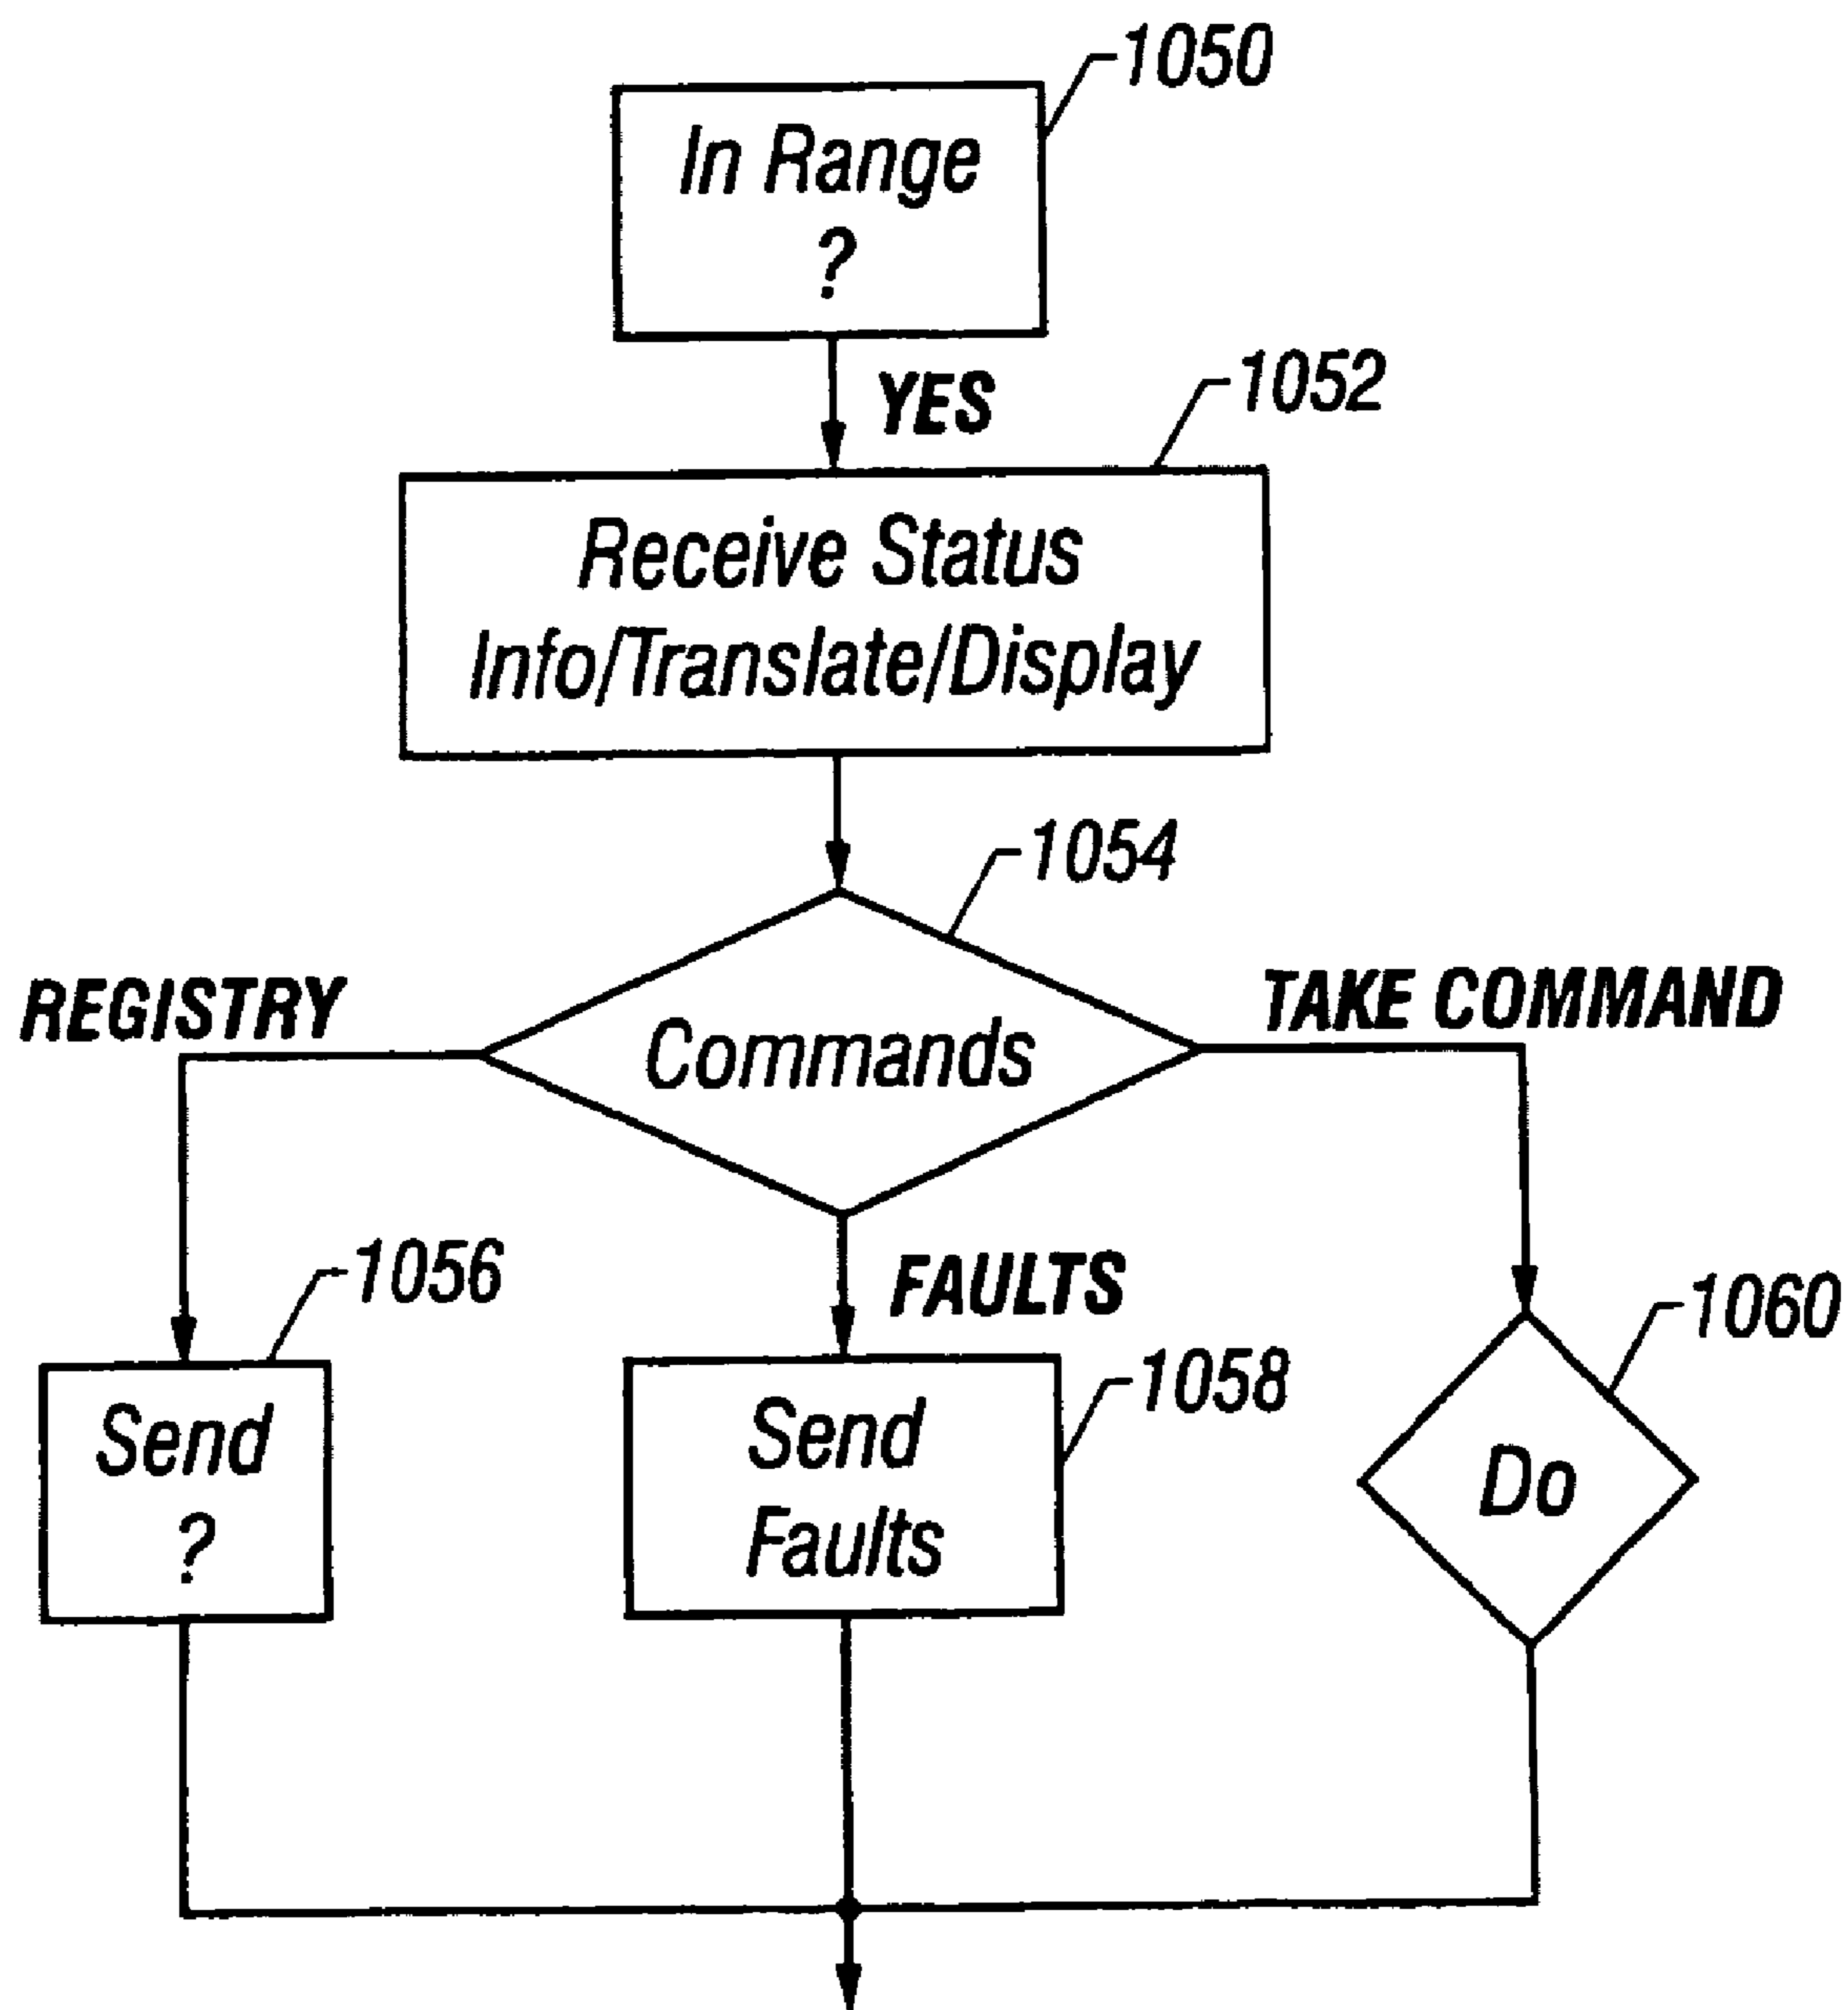 1050
In Range
?
YES
1052
Receive Status
Info/Translate/Display
1054
REGISTRY
Commands
TAKE COMMAND
1056
FAULTS
1060
Send
?
1058
Send
Faults
Do